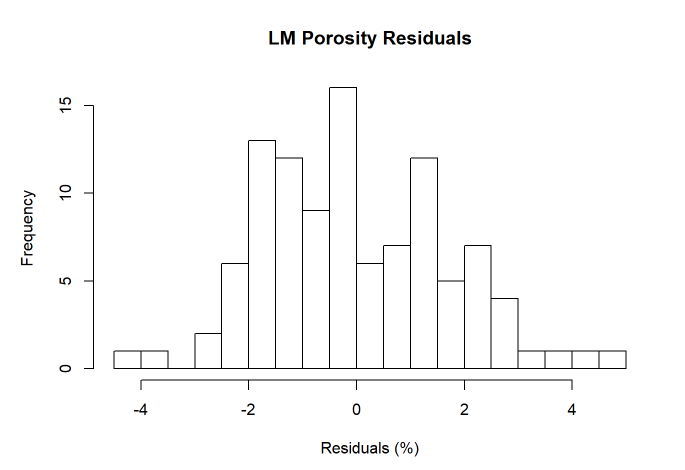 LM Porosity Residuals
Frequency
15
10
5
0
-4 -2 0 2 4
Residuals (%)